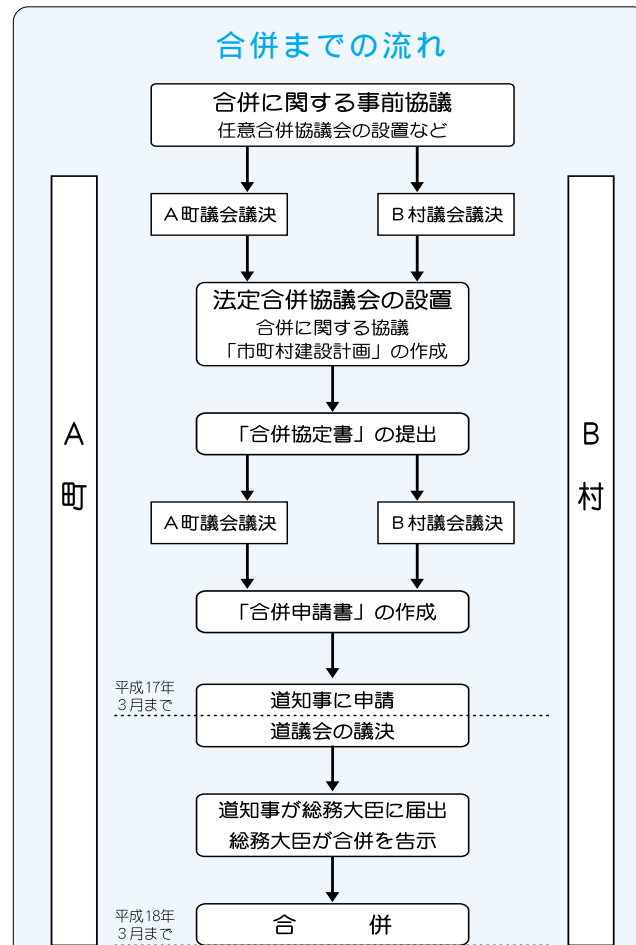 合併までの流れ
合併に関する事前協議
任意合併協議会の設置など
A町議会議決
B村議会議決
法定合併協議会の設置
合併に関する協議
「市町村建設計画」の作成
A町
B村
「合併協定書」の提出
A町議会議決
B村議会議決
「合併申請書」の作成
平成17年
3月まで
道知事に申請
道議会の議決
道知事が総務大臣に届出
総務大臣が合併を告示
平成18年
3月まで
合 併